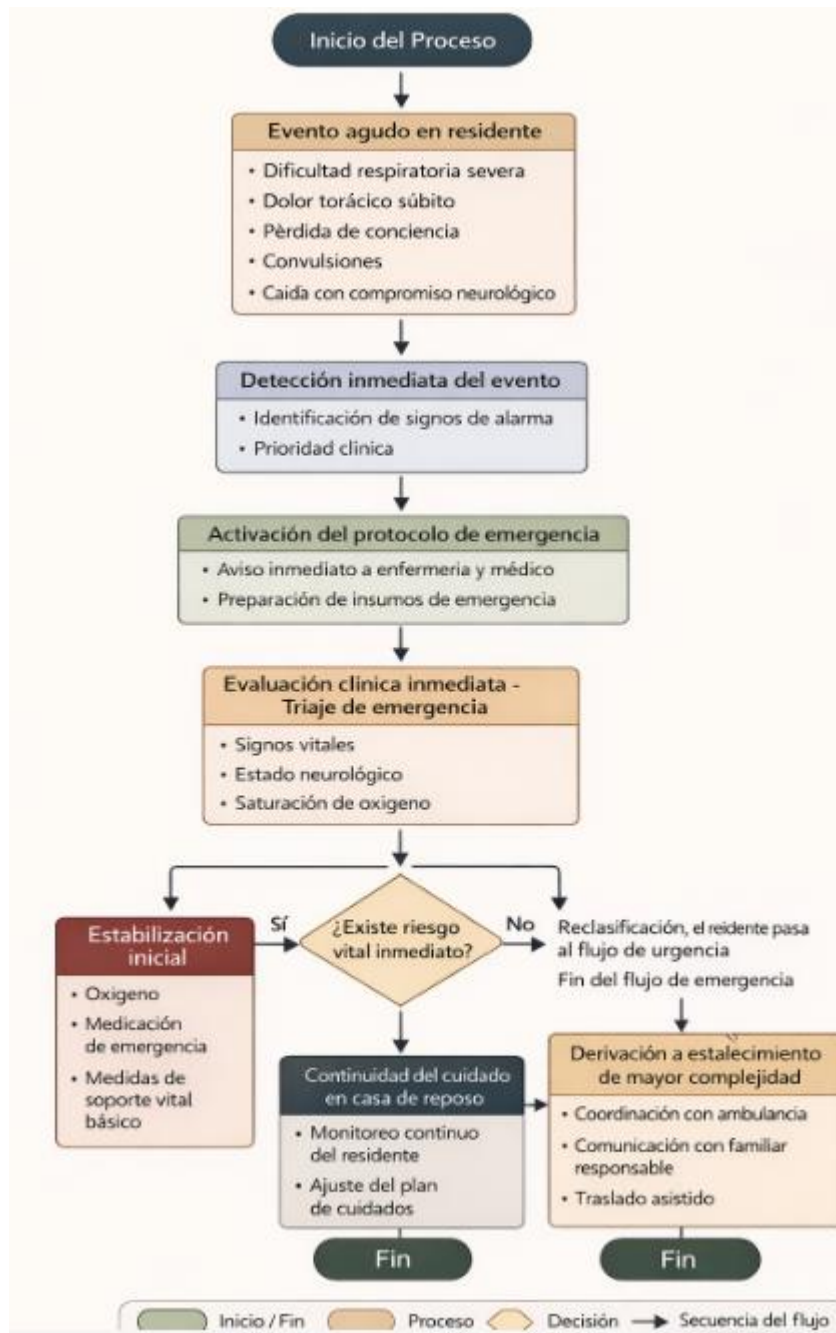 Inicio del Proceso
Evento agudo en residente
• Dificultad respiratoria severa
• Dolor torácico súbito
• Pèrdida de conciencia
• Convulsiones
• Caida con compromiso neurológico
Detección inmediata del evento
• Identificación de signos de alarma
• Prioridad clinica
Activación del protocolo de emergencia
• Aviso inmediato a enfermeria y médico
• Preparación de insumos de emergencia
Evaluación clinica inmediata -
Triaje de emergencia
• Signos vitales
• Estado neurológico
• Saturación de oxigeno
Estabilización
inicial
• Oxigeno
• Medicación
de emergencia
• Medidas de
soporte vital
básico
Sí
¿Existe riesgo
vital inmediato?
No
Reclasificación, el reidente pasa
al flujo de urgencia
Fin del flujo de emergencia
Continuidad del cuidado
en casa de reposo
• Monitoreo continuo
del residente
• Ajuste del plan
de cuidados
Fin
Derivación a estalecimiento
de mayor complejidad
• Coordinación con ambulancia
• Comunicación con familiar
responsable
• Traslado asistido
Fin
Inicio / Fin Proceso Decisión Secuencia del flujo